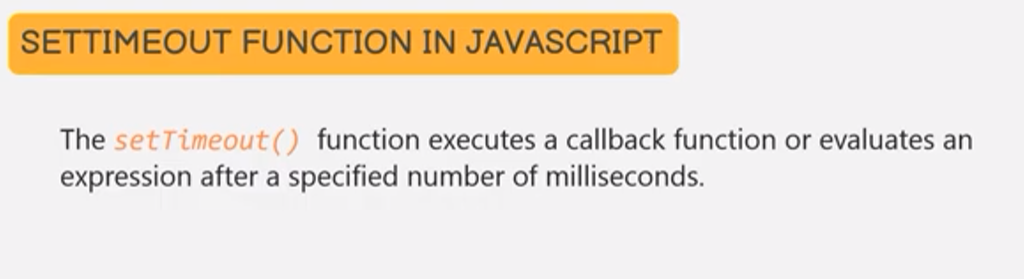 SETTIMEOUT FUNCTION IN JAVASCRIPT
The setTimeout() function executes a callback function or evaluates an
expression after a specified number of milliseconds.